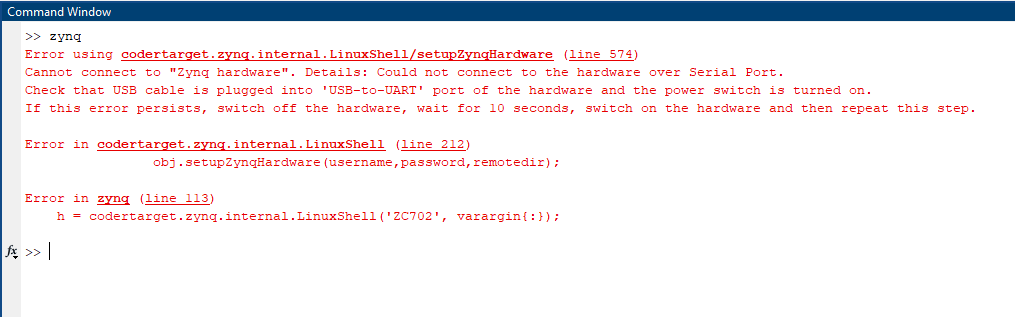 Command Window
>> zynq
Error using codertarget.zynq.internal.LinuxShell/setupZynqHardware (line 574)
Cannot connect to "Zynq hardware". Details: Could not connect to the hardware over Serial Port.
Check that USB cable is plugged into 'USB-to-UART' port of the hardware and the power switch is turned on.
If this error persists, switch off the hardware, wait for 10 seconds, switch on the hardware and then repeat this step.
Error in codertarget.zynq.internal.LinuxShell (line 212)
obj.setupZynqHardware(username,password,remotedir);
Error in zynq (line 113)
h = codertarget.zynq.internal.LinuxShell('ZC702', varargin{:});
fx >>